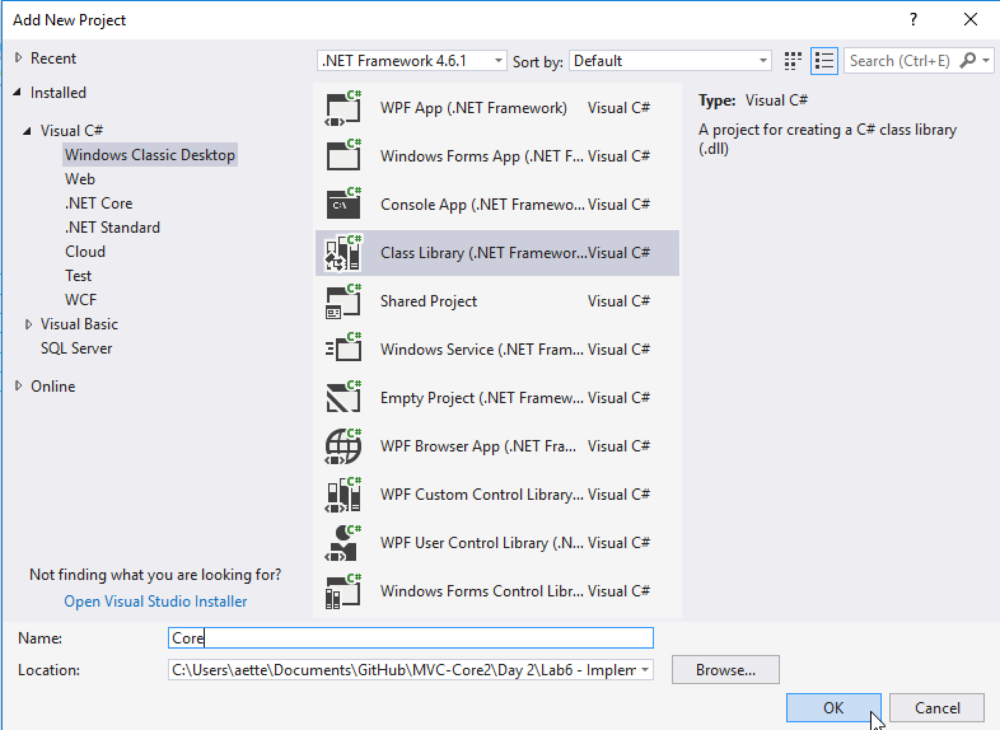 Add New Project
?
Recent
Installed
Visual C#
Windows Classic Desktop
Web
.NET Core
.NET Standard
Cloud
Test
WCF
Visual Basic
SQL Server
Online
Not finding what you are looking for?
Open Visual Studio Installer
.NET Framework 4.6.1
Sort by:
Default
Search (Ctrl+E)
C# WPF App (.NET Framework) Visual C#
C# Windows Forms App (.NET F... Visual C#
C# C:\ Console App (.NET Framewo... Visual C#
C# Class Library (.NET Framewor... Visual C#
C# Shared Project Visual C#
C# Windows Service (.NET Fram... Visual C#
C# Empty Project (.NET Framew... Visual C#
C# WPF Browser App (.NET Fra... Visual C#
C# WPF Custom Control Library... Visual C#
C# WPF User Control Library (.N... Visual C#
C# Windows Forms Control Libr... Visual C#
Type: Visual C#
A project for creating a C# class library
(.dll)
Name: Core
Location: C:\Users\aette\Documents\GitHub\MVC-Core2\Day 2\Lab6 - Implem
Browse...
OK
Cancel